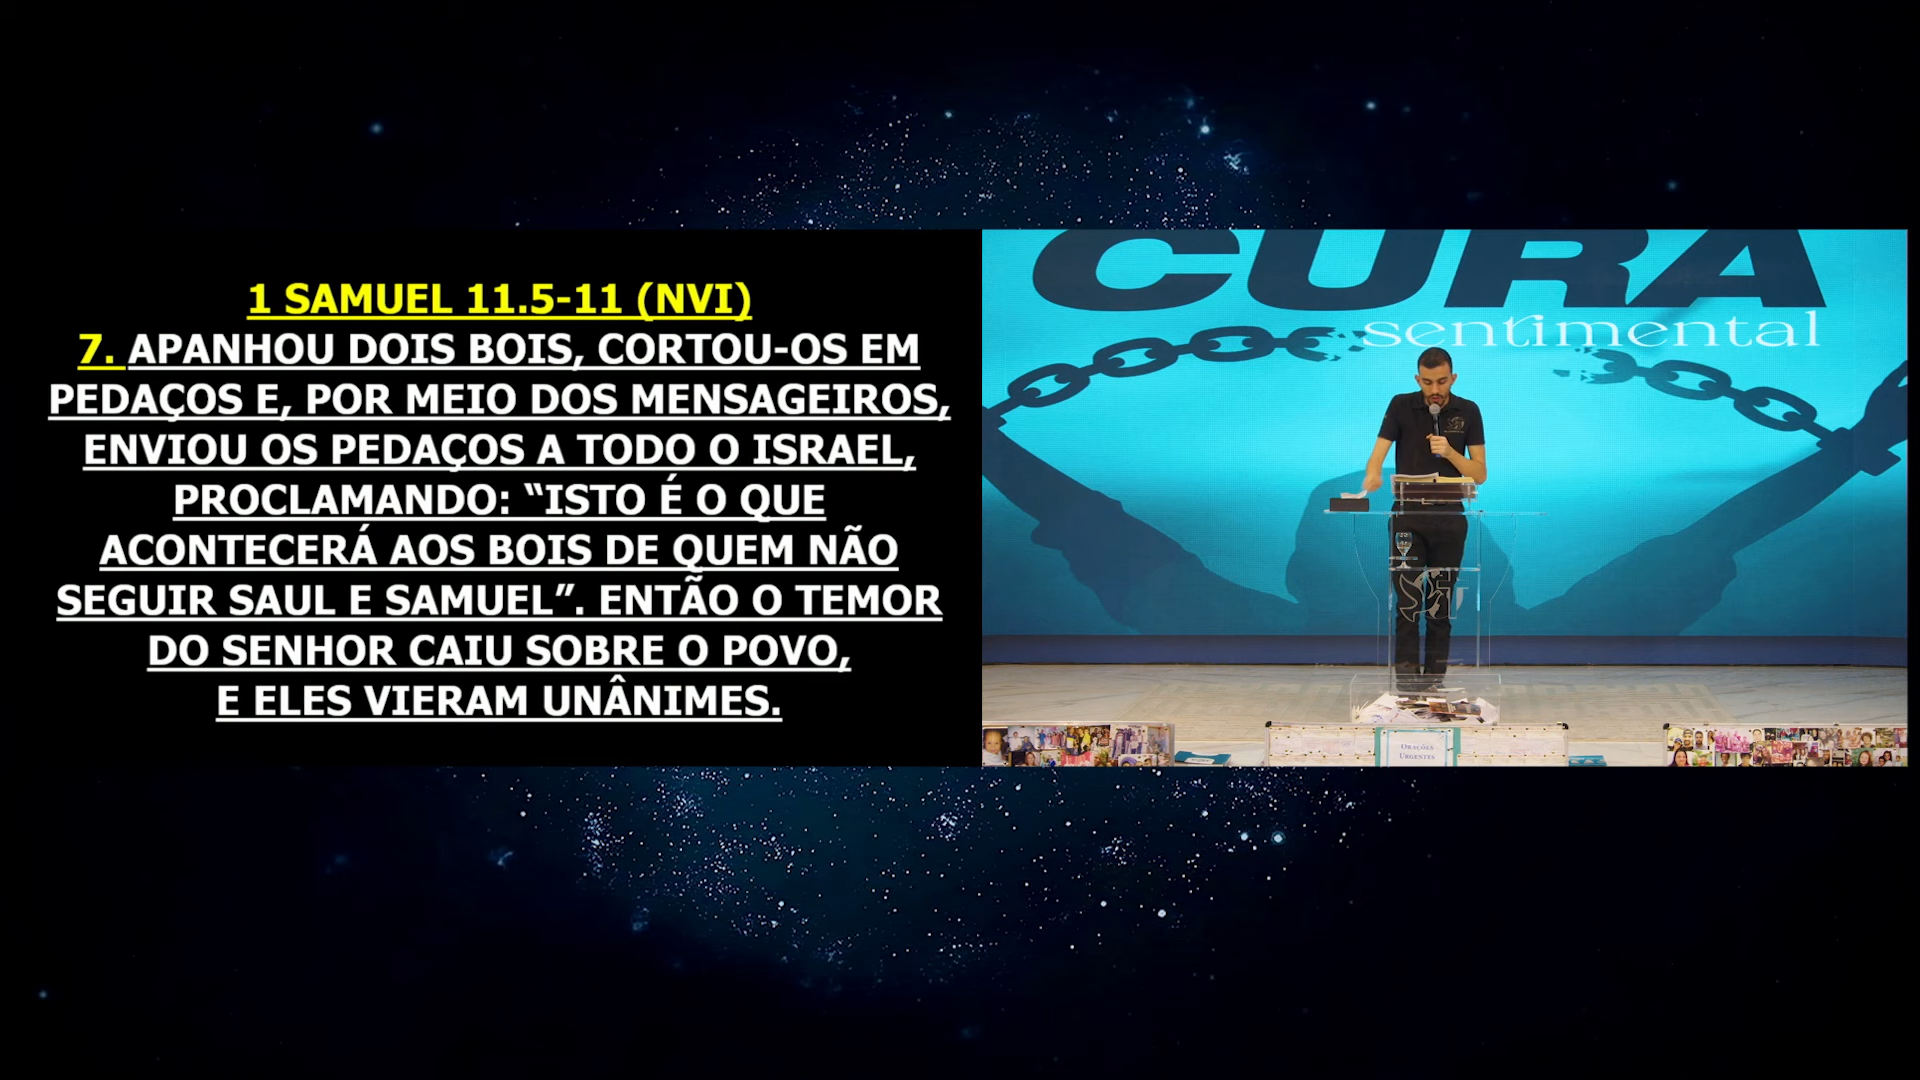 1 SAMUEL 11.5-11 (NVI)
7. APANHOU DOIS BOIS, CORTOU-OS EM
PEDAÇOS E, POR MEIO DOS MENSAGEIROS,
ENVIOU OS PEDAÇOS A TODO O ISRAEL,
PROCLAMANDO: “ISTO É O QUE
ACONTECERÁ AOS BOIS DE QUEM NÃO
SEGUIR SAUL E SAMUEL”. ENTÃO O TEMOR
DO SENHOR CAIU SOBRE O POVO,
E ELES VIERAM UNÂNIMES.
CURA
sentimental
ORAÇÕES
URGENTES